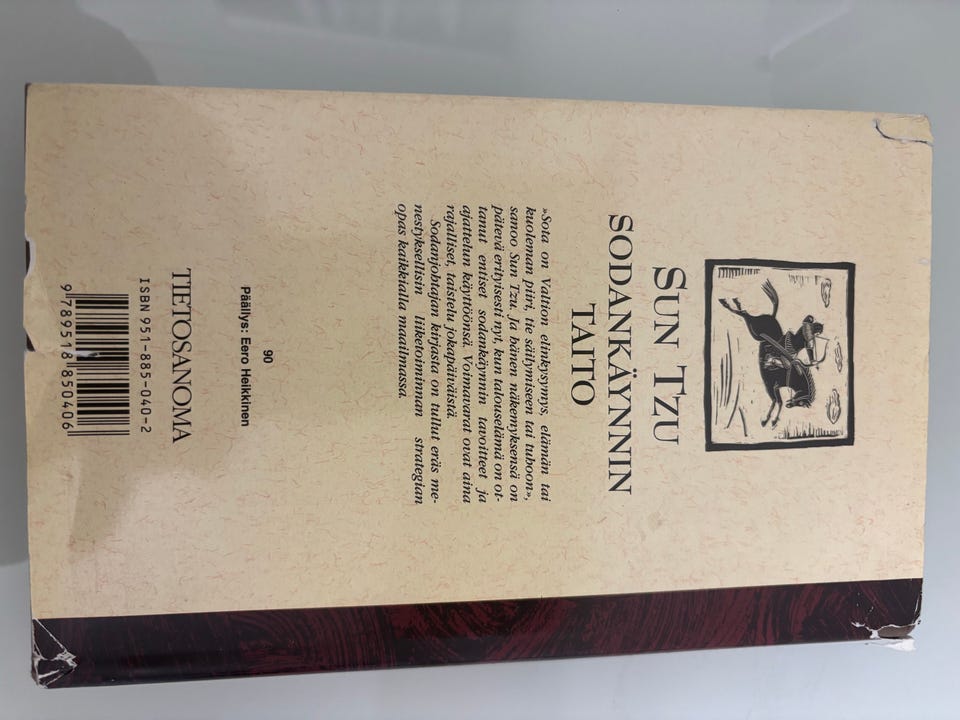 SUN TZU
SODANKÄYNNIN
TAITO
»Sota on Valtion elinkysymys, elämän tai
kuoleman piiri, tie säilymiseen tai tuhoon»,
sanoo Sun Tzu. Ja hänen näkemyksensä on
pätevä erityisesti nyt, kun talouselämä on ot-
tanut entiset sodankäynnin tavoitteet ja
ajattelun käyttöönsä. Voimavarat ovat aina
rajalliset, taistelu jokapäiväistä.
Sodanjohtajan kirjasta on tullut eräs me-
nestyksellisin liiketoiminnan strategian
opas kaikkialla maailmassa.
90
Päällys: Eero Heikkinen
TIETOSANOMA
ISBN 951-885-040-2
9 789518 850406